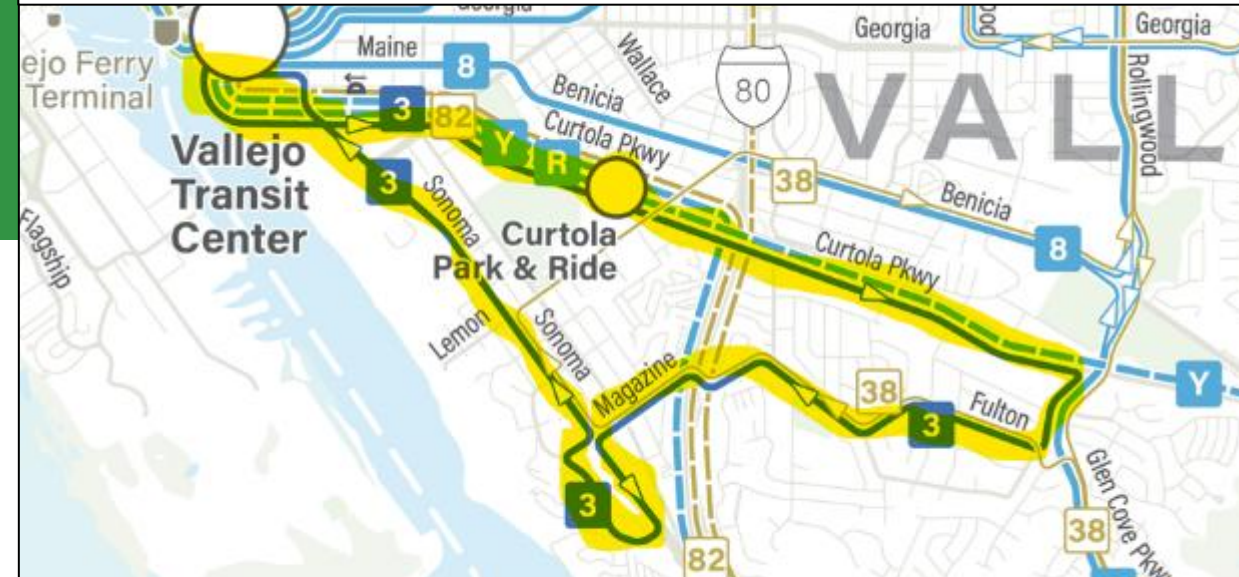 Georgia
Georgia
Georgia
ejo Ferry
Terminal
Maine
8
Wallace
80
VALL
Rollingwood
Benicia
3
82
Curtola Pkwy
Y
R
38
Vallejo
Transit
Center
3
Sonoma
Benicia
8
Flagship
Curtola
Park & Ride
Curtola Pkwy
Lemon
Sonoma
Magazine
38
Fulton
3
Y
3
Glen Cove Pkwy
38
82